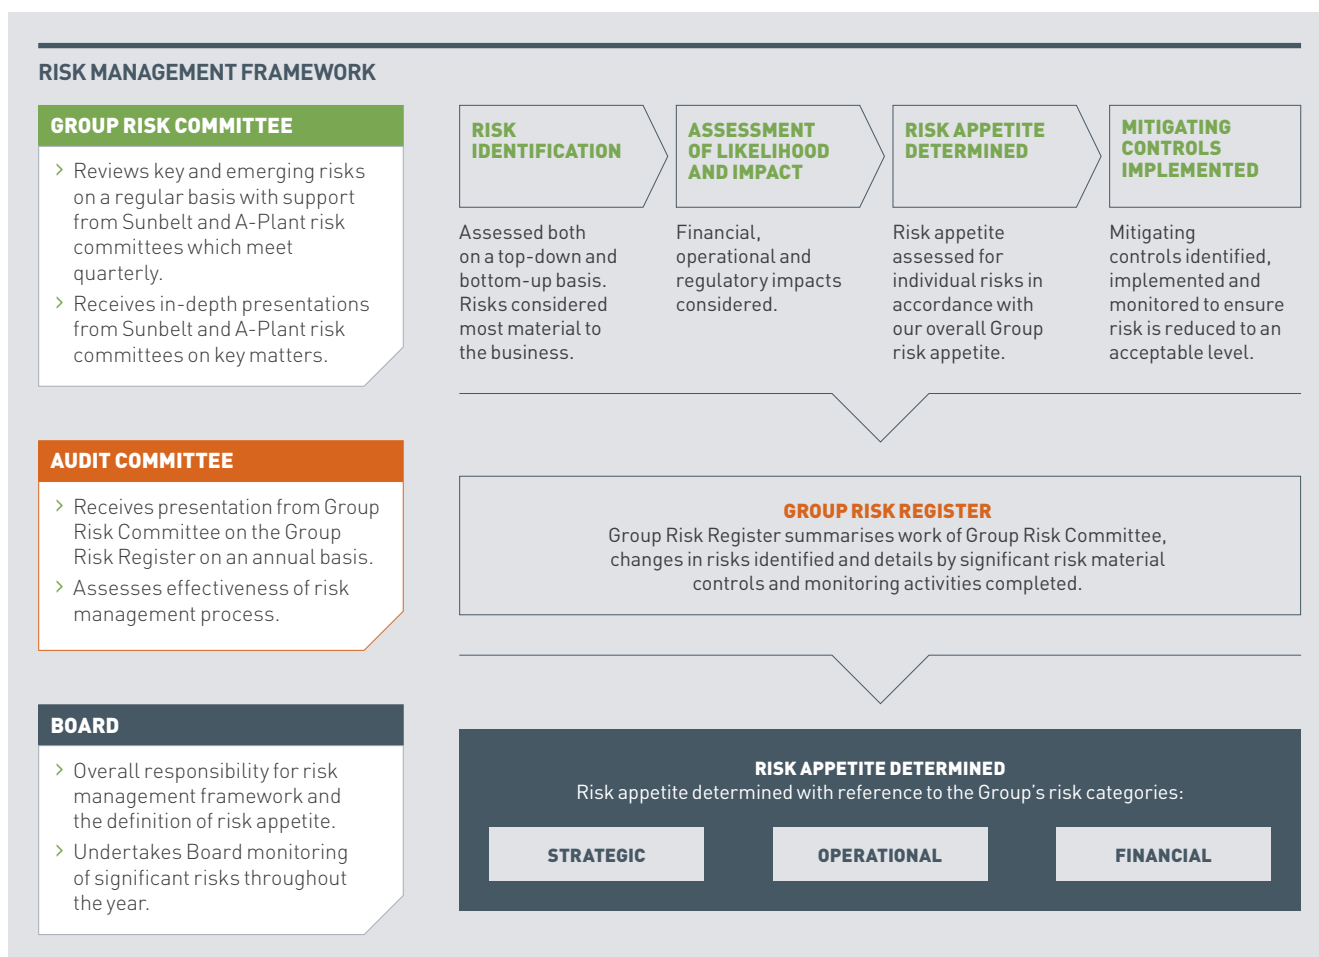 RISK MANAGEMENT FRAMEWORK
GROUP RISK COMMITTEE
> Reviews key and emerging risks
on a regular basis with support
from Sunbelt and A-Plant risk
committees which meet
quarterly.
> Receives in-depth presentations
from Sunbelt and A-Plant risk
committees on key matters.
RISK
IDENTIFICATION
Assessed both
on a top-down and
bottom-up basis.
Risks considered
most material to
the business.
ASSESSMENT
OF LIKELIHOOD
AND IMPACT
Financial,
operational and
regulatory impacts
considered.
RISK APPETITE
DETERMINED
Risk appetite
assessed for
individual risks in
accordance with
our overall Group
risk appetite.
MITIGATING
CONTROLS
IMPLEMENTED
Mitigating
controls identified,
implemented and
monitored to ensure
risk is reduced to an
acceptable level.
AUDIT COMMITTEE
> Receives presentation from Group
Risk Committee on the Group
Risk Register on an annual basis.
> Assesses effectiveness of risk
management process.
GROUP RISK REGISTER
Group Risk Register summarises work of Group Risk Committee,
changes in risks identified and details by significant risk material
controls and monitoring activities completed.
BOARD
> Overall responsibility for risk
management framework and
the definition of risk appetite.
> Undertakes Board monitoring
of significant risks throughout
the year.
RISK APPETITE DETERMINED
Risk appetite determined with reference to the Group's risk categories:
STRATEGIC
OPERATIONAL
FINANCIAL